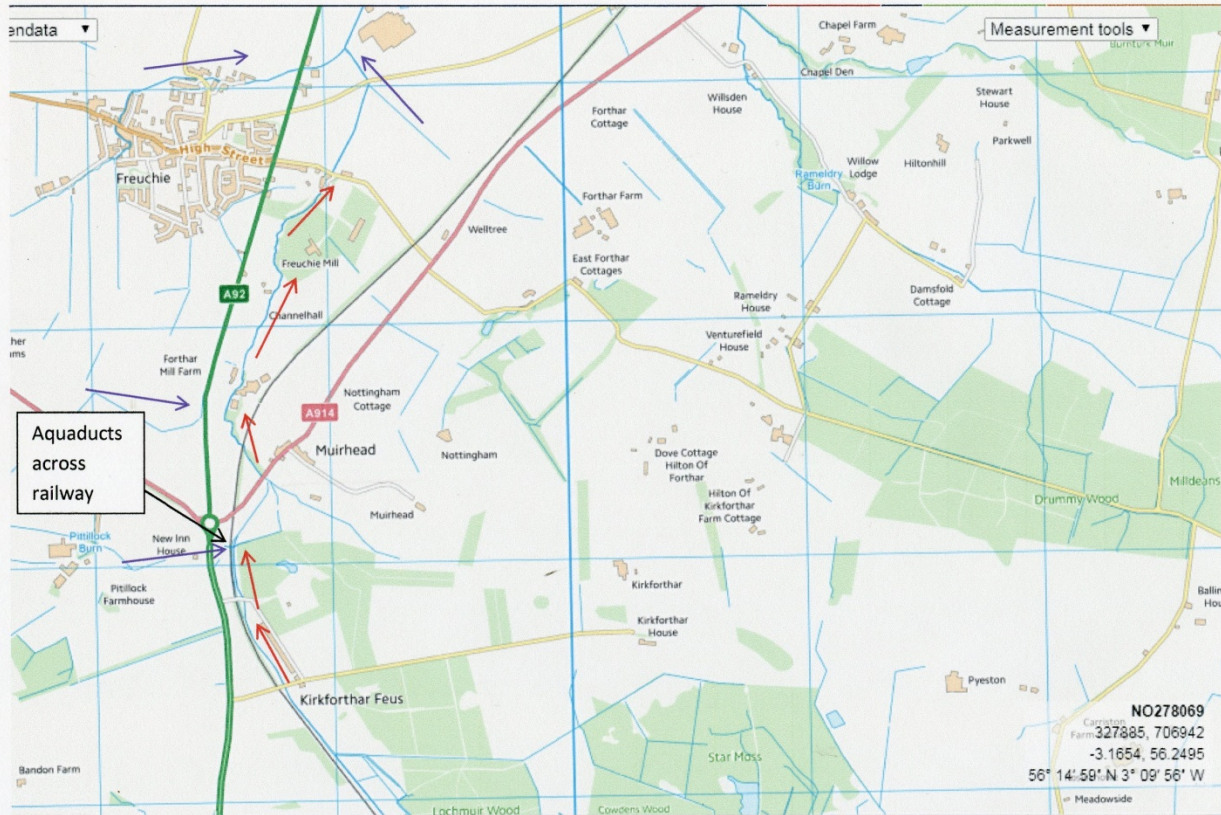 endata ▼
Measurement tools ▼
Chapel Farm
Burnturk Muir
Chapel Den
Willsden
House
Forthar
Cottage
Stewart
House
Parkwell
High Street
Freuchie
Willow
Lodge
Hiltonhill
Rameldry
Burn
Forthar Farm
Welltree
Freuchie Mill
East Forthar
Cottages
A92
Damsfold
Cottage
Rameldry
House
Channelhall
Venturefield
House
Forthar
Mill Farm
Nottingham
Cottage
A914
Aquaducts
across
railway
Muirhead
Nottingham
Dove Cottage
Hilton Of
Forthar
Milldeans
Drummy Wood
Hilton Of
Kirkforthar
Farm Cottage
Muirhead
Pitillock
Burn
New Inn
House
Pitillock
Farmhouse
Kirkforthar
Kirkforthar
House
Kirkforthar Feus
Pyeston
NO278069
327885, 706942
-3.1654, 56.2495
56° 14' 59" N 3° 09' 56" W
Carriston
Star Moss
Bandon Farm
Meadowside
Lochmuir Wood
Cowdens Wood